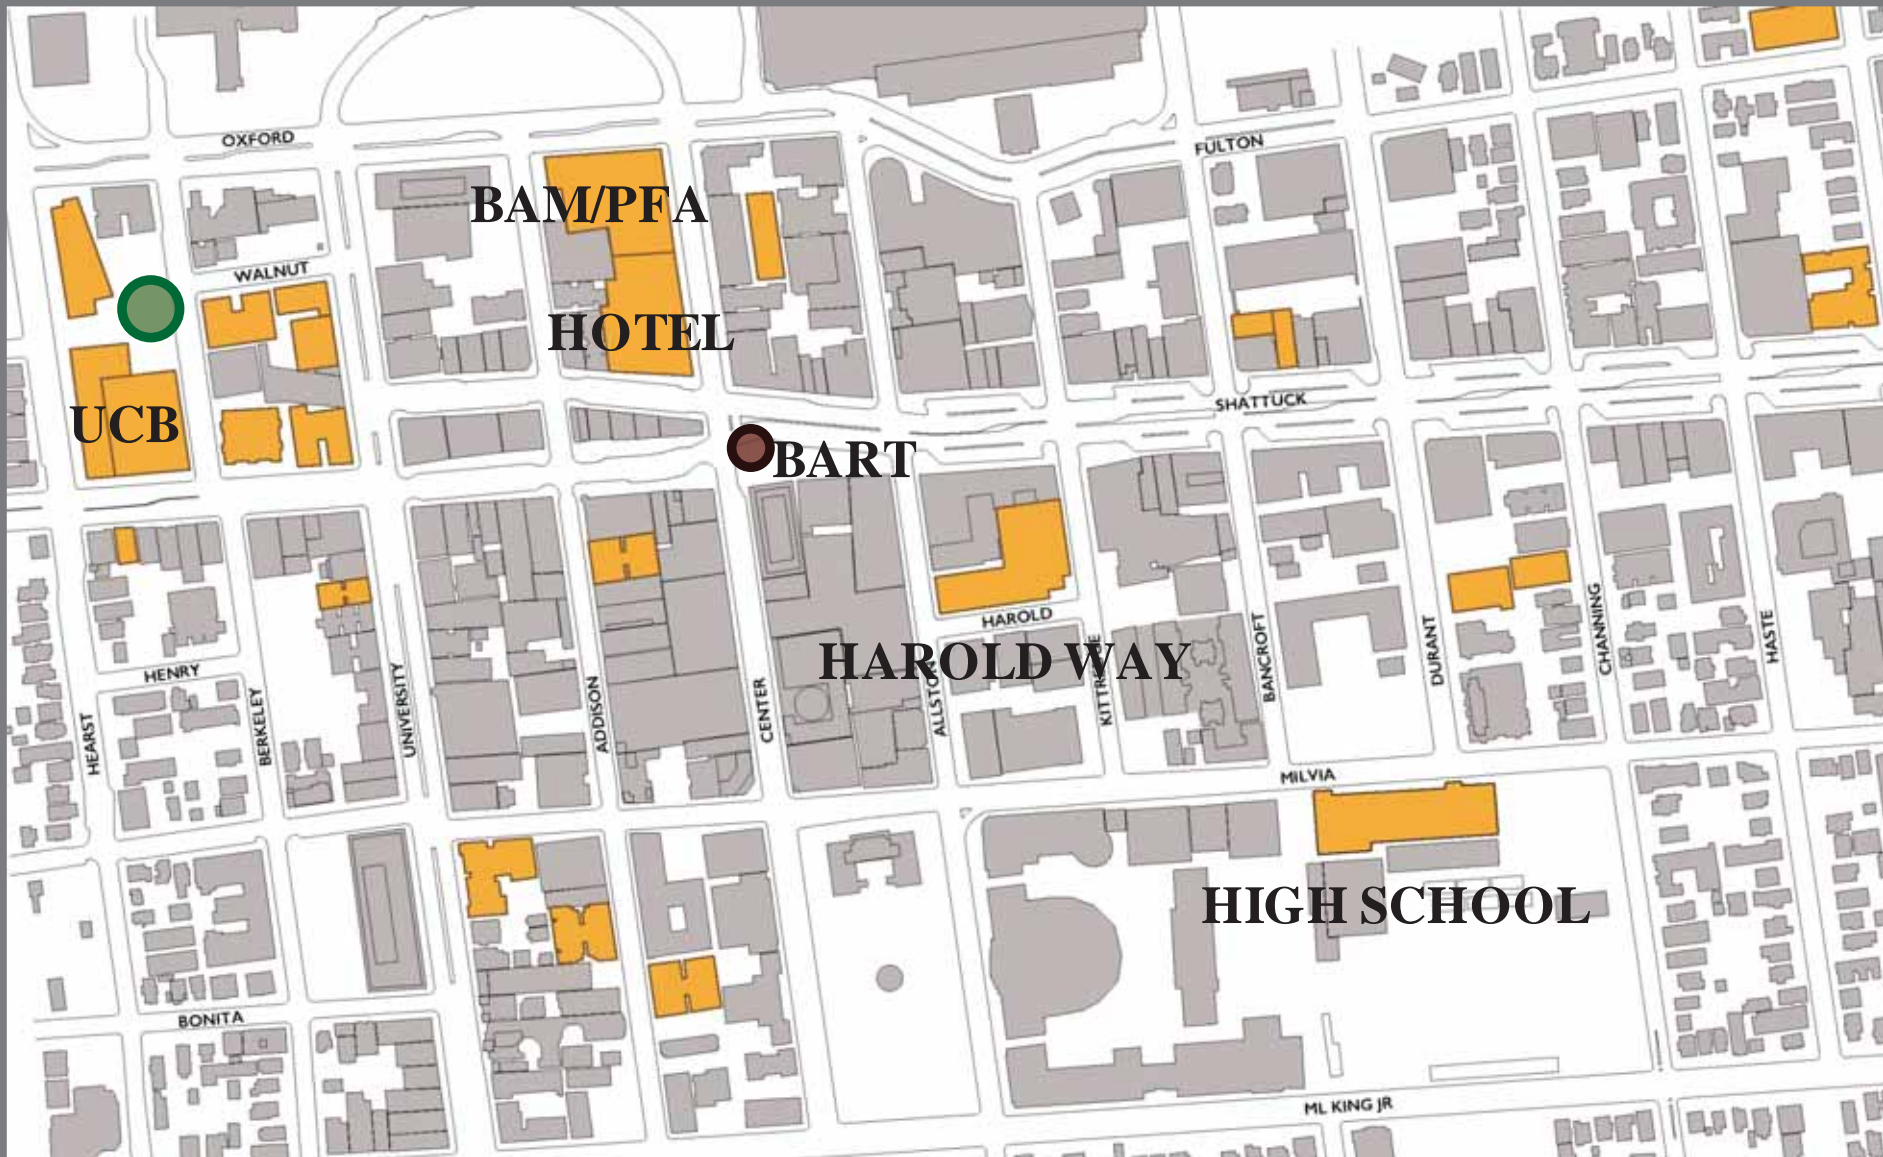 OXFORD
FULTON
BAM/PFA
WALNUT
HOTEL
SHATTUCK
UCB
BART
HAROLD
HAROLD WAY
HENRY
HEARST
BERKELEY
UNIVERSITY
ADDISON
CENTER
ALLSTON
KITTREDGE
BANCROFT
DURANT
CHANNING
HASTE
MILVIA
HIGH SCHOOL
BONITA
ML KING JR